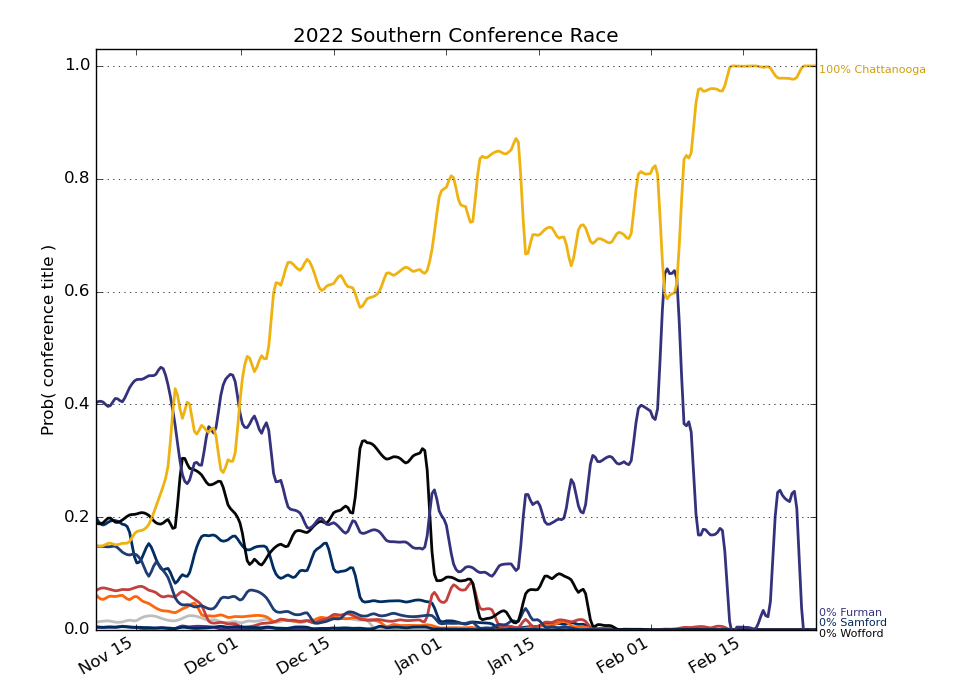 2022 Southern Conference Race
Prob( conference title )
1.0
0.8
0.6
0.4
0.2
0.0
100% Chattanooga
0% Furman
0% Samford
0% Wofford
Nov 15
Dec 01
Dec 15
Jan 01
Jan 15
Feb 01
Feb 15